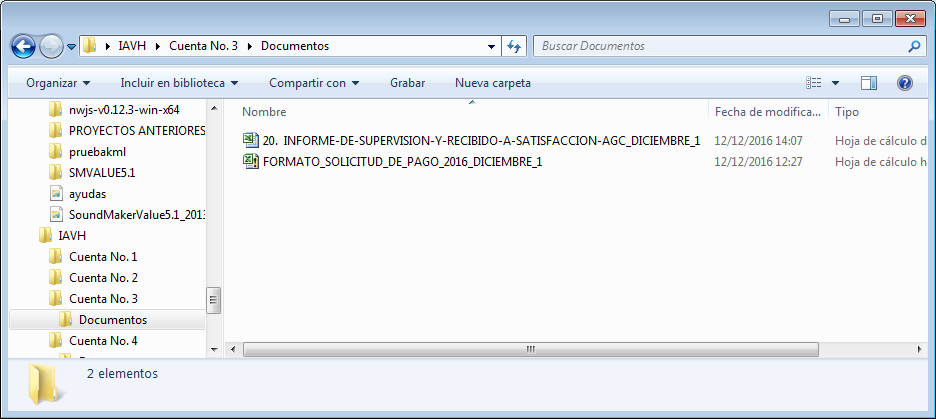 IAVH Cuenta No. 3 Documentos
Buscar Documentos
Organizar Incluir en biblioteca Compartir con Grabar Nueva carpeta
nwjs-v0.12.3-win-x64
PROYECTOS ANTERIORES
pruebakml
SMVALUE5.1
ayudas
SoundMakerValue5.1_2013
IAVH
Cuenta No. 1
Cuenta No. 2
Cuenta No. 3
Documentos
Cuenta No. 4
Nombre Fecha de modifica... Tipo
20. INFORME-DE-SUPERVISION-Y-RECIBIDO-A-SATISFACCION-AGC_DICIEMBRE_1 12/12/2016 14:07 Hoja de cálculo d
FORMATO_SOLICITUD_DE_PAGO_2016_DICIEMBRE_1 12/12/2016 12:27 Hoja de cálculo h
2 elementos